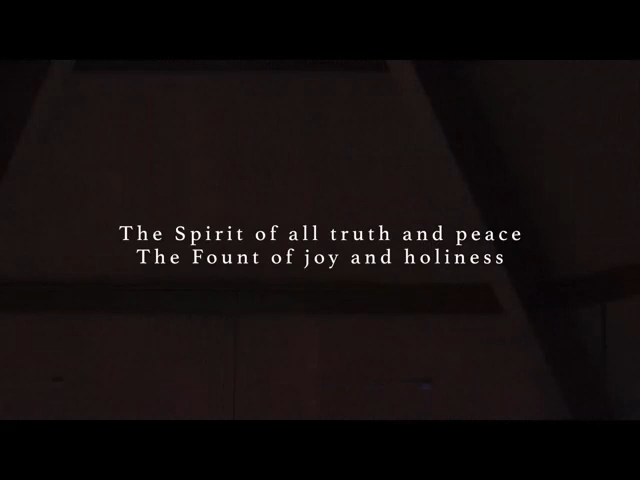 The Spirit of all truth and peace
The Fount of joy and holiness